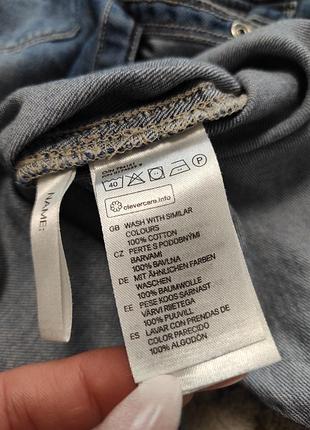 40 P
clevercare.info
GB WASH WITH SIMILAR
COLOURS
100% COTTON
CZ PERTE S PODOBNÝMI
BARVAMI
100% BAVLNA
DE MIT ÄHNLICHEN FARBEN
WASCHEN
100% BAUMWOLLE
EE PESE KOOS SARNAST
VÄRVI RIIETEGA
100% PUUVILL
ES LAVAR CON PRENDAS DE
COLOR PARECIDO
100% ALGODÓN
NAME: